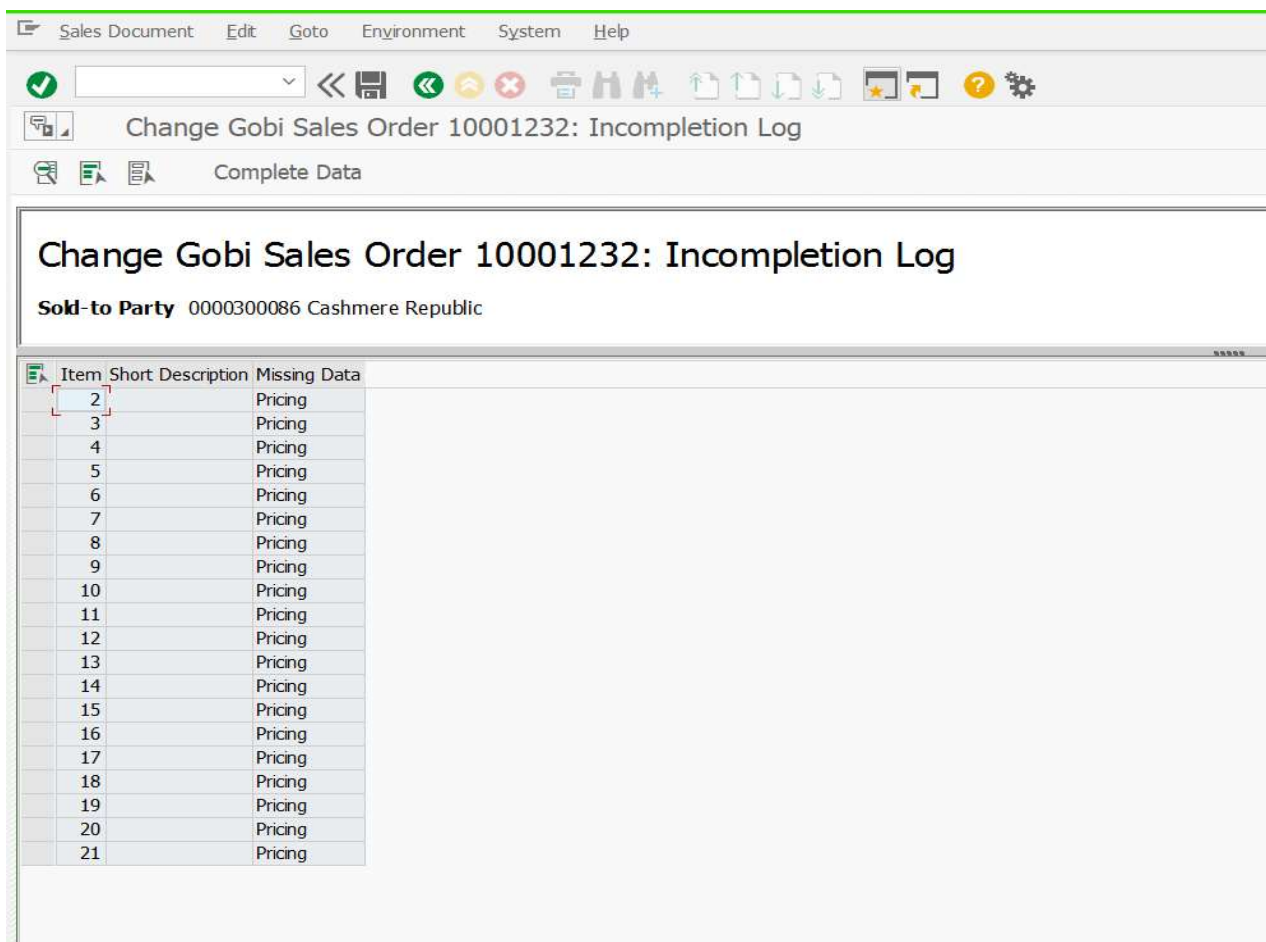 Sales Document Edit Goto Environment System Help
Change Gobi Sales Order 10001232: Incompletion Log
Complete Data
Change Gobi Sales Order 10001232: Incompletion Log
Sold-to Party 0000300086 Cashmere Republic
Item Short Description Missing Data
2 Pricing
3 Pricing
4 Pricing
5 Pricing
6 Pricing
7 Pricing
8 Pricing
9 Pricing
10 Pricing
11 Pricing
12 Pricing
13 Pricing
14 Pricing
15 Pricing
16 Pricing
17 Pricing
18 Pricing
19 Pricing
20 Pricing
21 Pricing